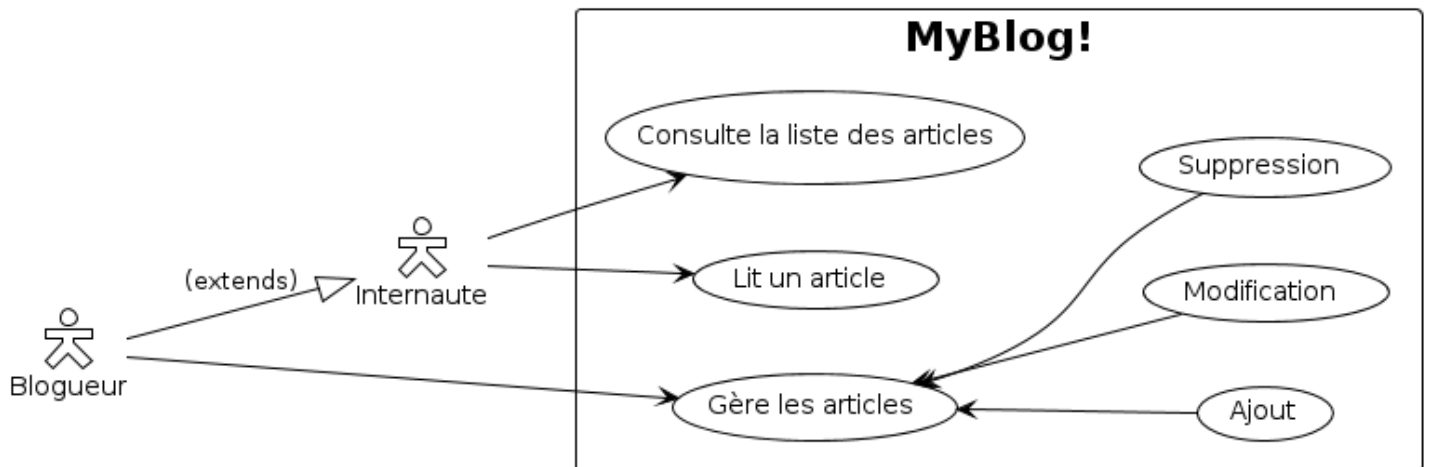 MyBlog!
Consulte la liste des articles
Suppression
(extends)
Internaute
Lit un article
Modification
Blogueur
Gère les articles
Ajout